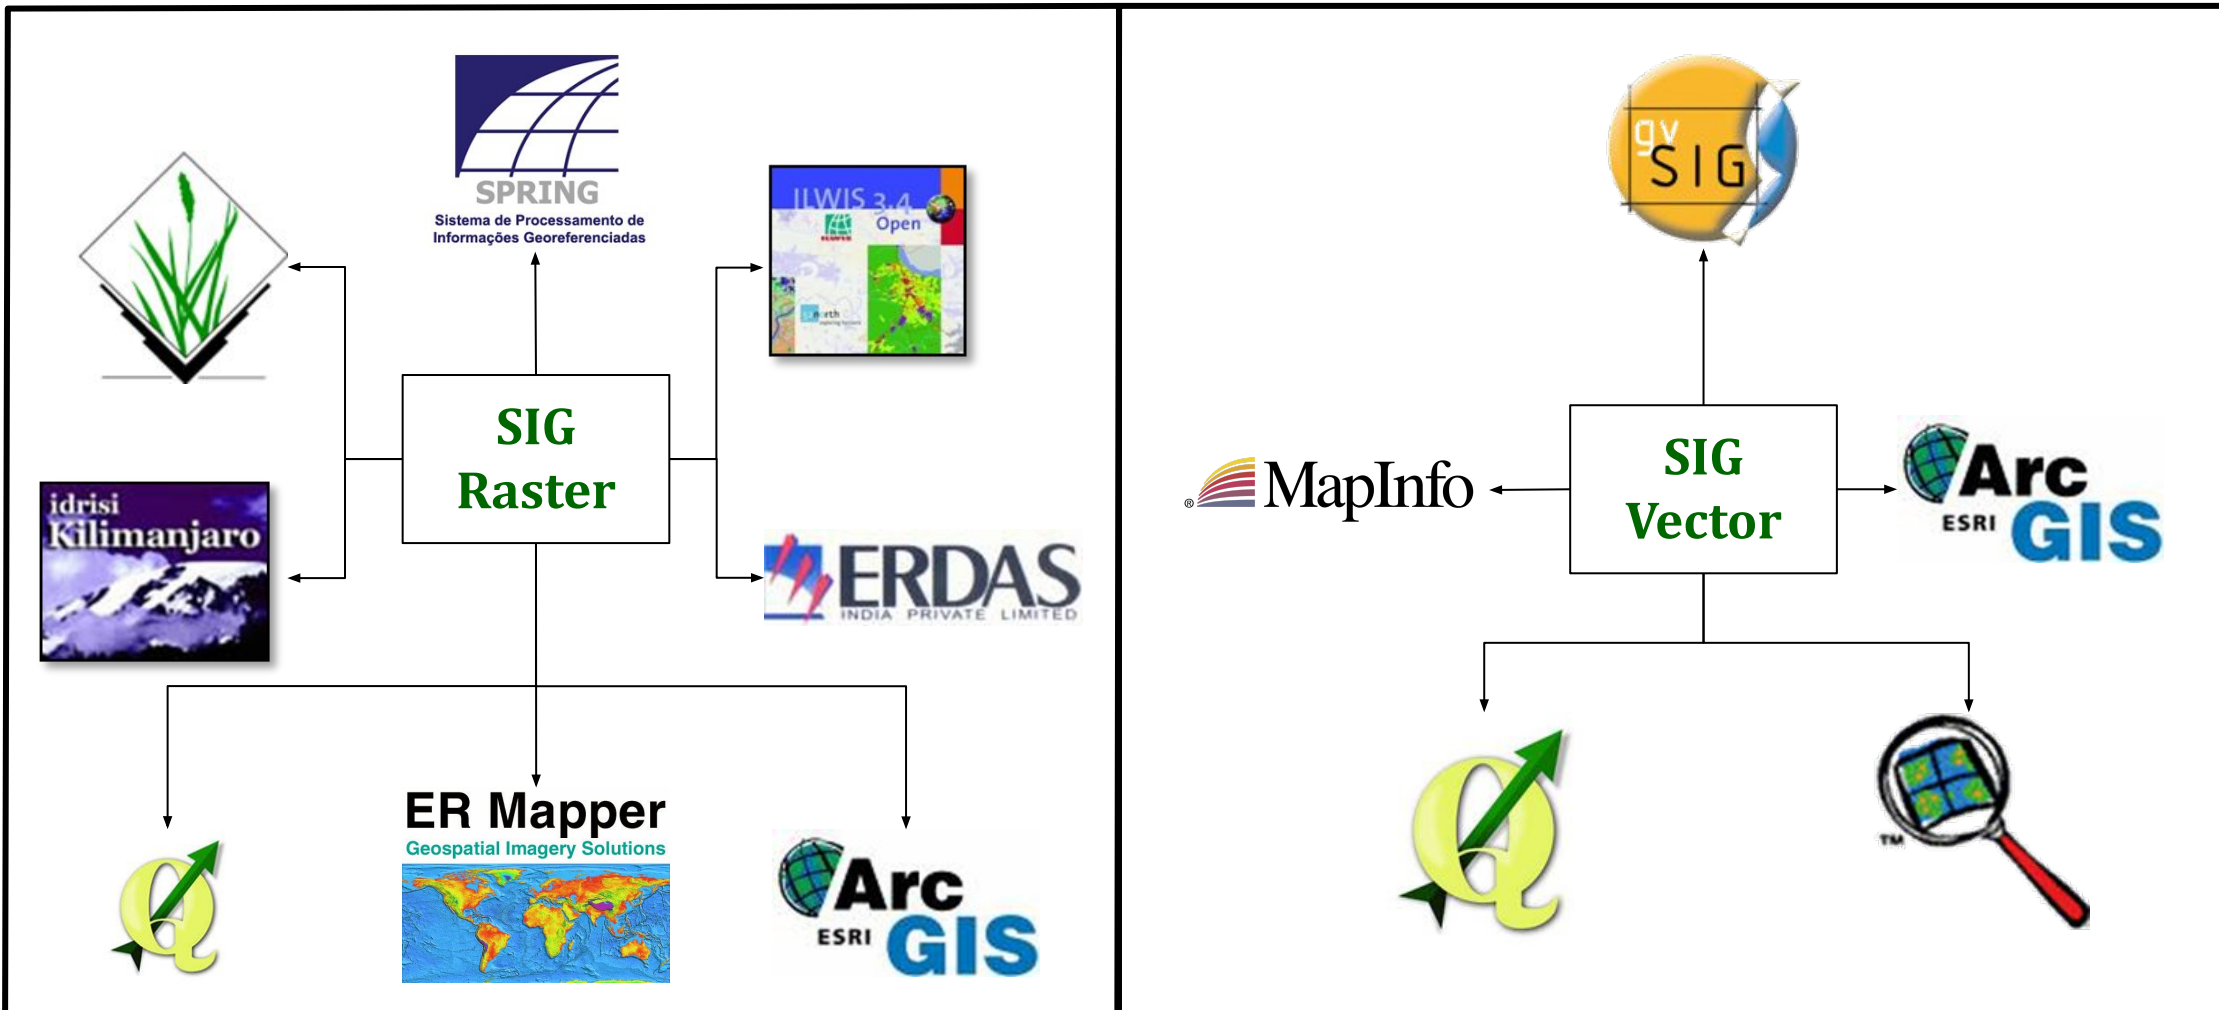 SPRING
Sistema de Processamento de
Informações Georeferenciadas
ILWIS 3.4
Open
SIG
Raster
idrisi
Kilimanjaro
ERDAS
INDIA PRIVATE LIMITED
ER Mapper
Geospatial Imagery Solutions
Arc
ESRI GIS
gv
SIG
SIG
Vector
® MapInfo
Arc
ESRI GIS
TM